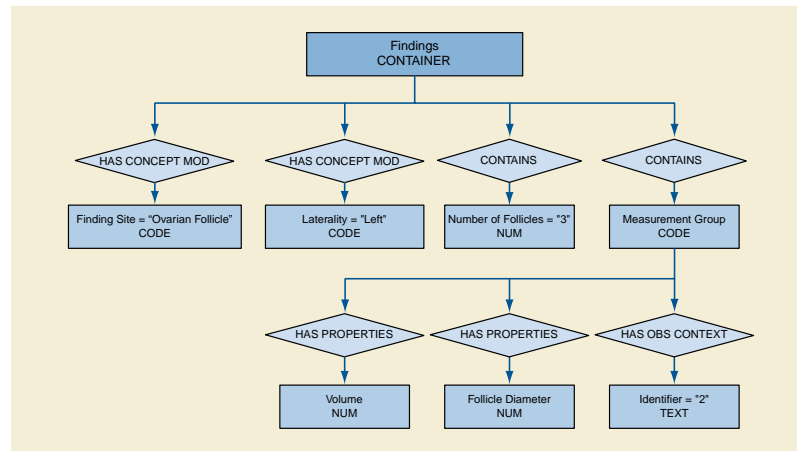 Findings
CONTAINER
HAS CONCEPT MOD
HAS CONCEPT MOD
CONTAINS
CONTAINS
Finding Site = “Ovarian Follicle”
CODE
Laterality = "Left"
CODE
Number of Follicles = "3"
NUM
Measurement Group
CODE
HAS PROPERTIES
HAS PROPERTIES
HAS OBS CONTEXT
Volume
NUM
Follicle Diameter
NUM
Identifier = "2"
TEXT